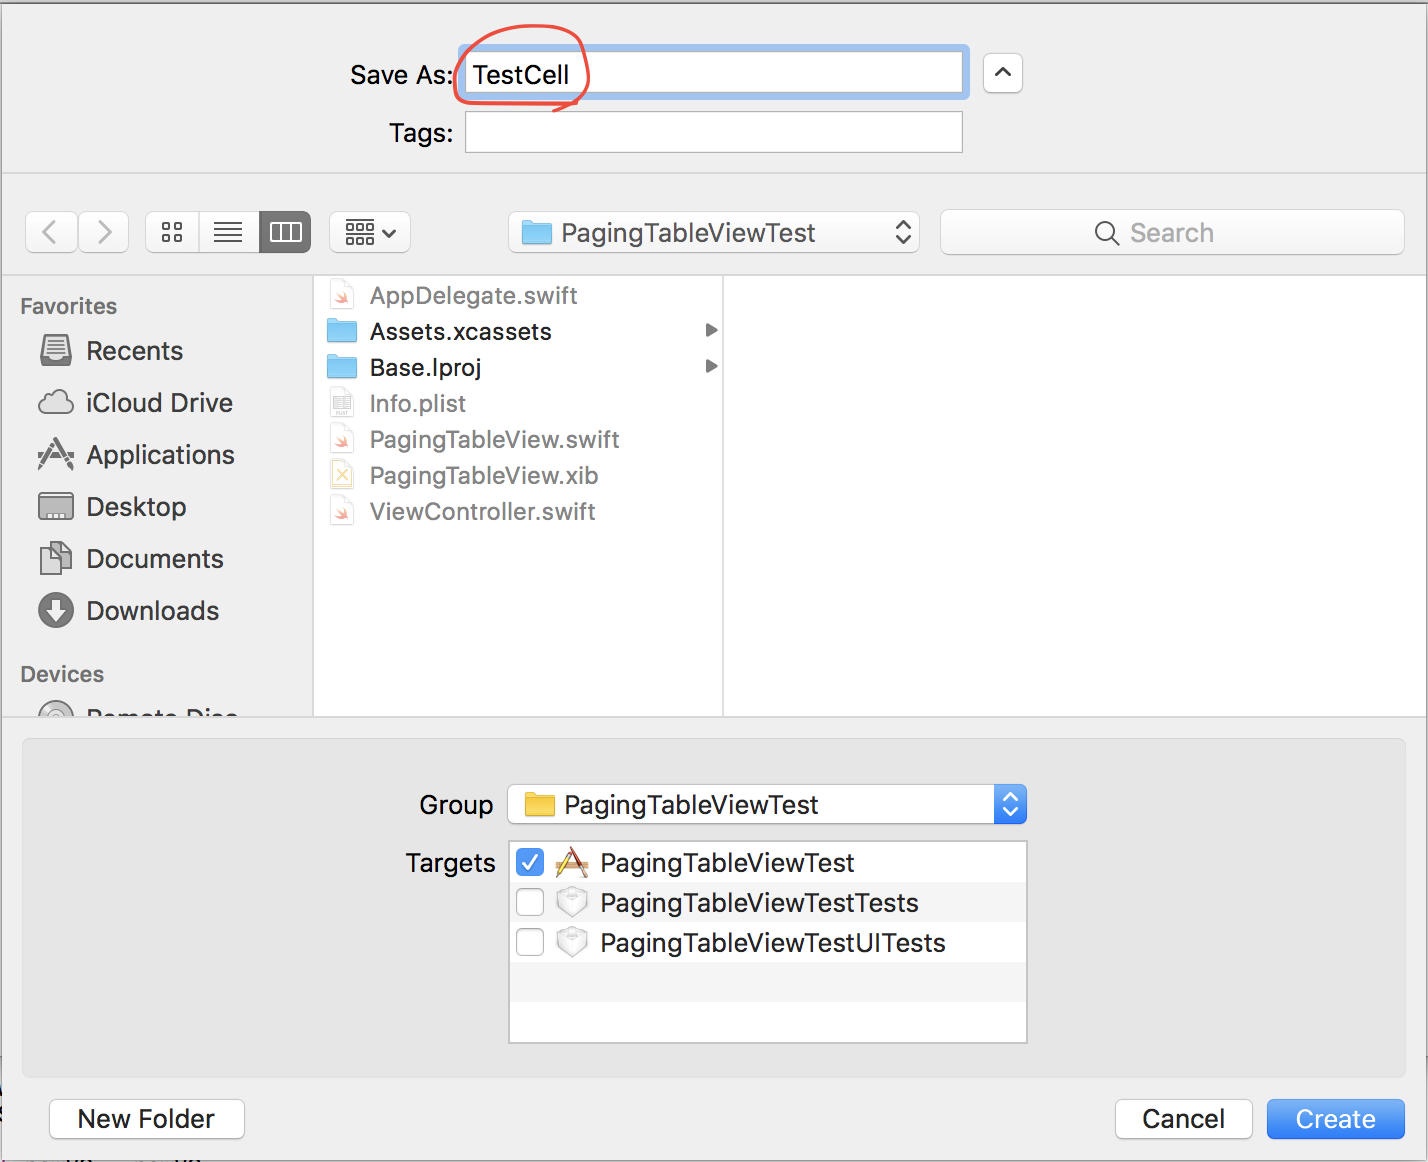 Save As: TestCell
Tags:
PagingTableViewTest
Search
Favorites
Recents
iCloud Drive
Applications
Desktop
Documents
Downloads
Devices
Remote Disc
AppDelegate.swift
Assets.xcassets
Base.lproj
Info.plist
PagingTableView.swift
PagingTableView.xib
ViewController.swift
Group PagingTableViewTest
Targets PagingTableViewTest
PagingTableViewTestTests
PagingTableViewTestUITests
New Folder Cancel Create